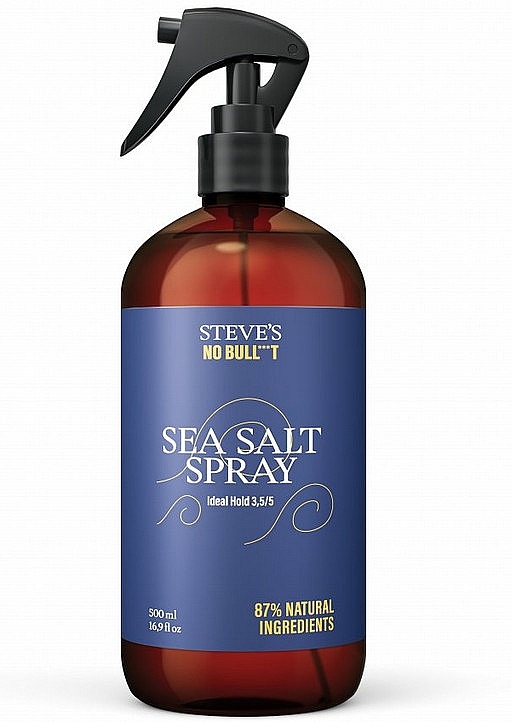 STEVE'S
NO BULL***T
SEA SALT
SPRAY
Ideal Hold 3,5/5
500 ml
16,9 fl oz
87% NATURAL
INGREDIENTS